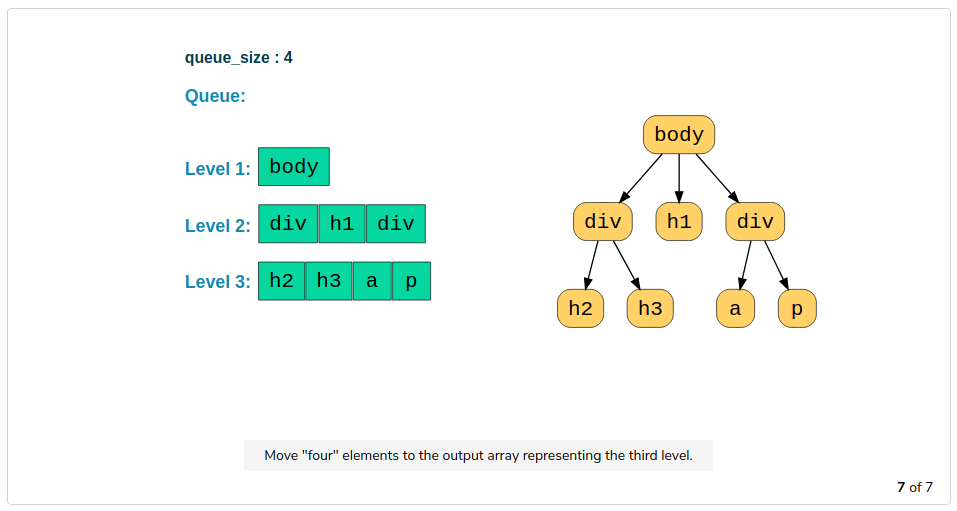 queue_size : 4
Queue:
Level 1: body
Level 2: div h1 div
Level 3: h2 h3 a p
body
div h1 div
h2 h3 a p
Move "four" elements to the output array representing the third level.
7 of 7